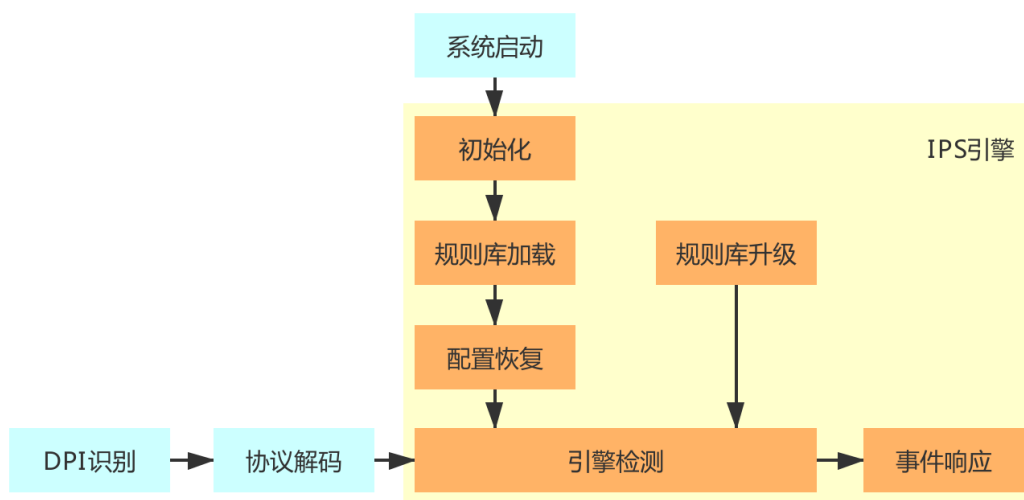 系统启动
初始化
IPS引擎
规则库加载
规则库升级
配置恢复
DPI识别
协议解码
引擎检测
事件响应